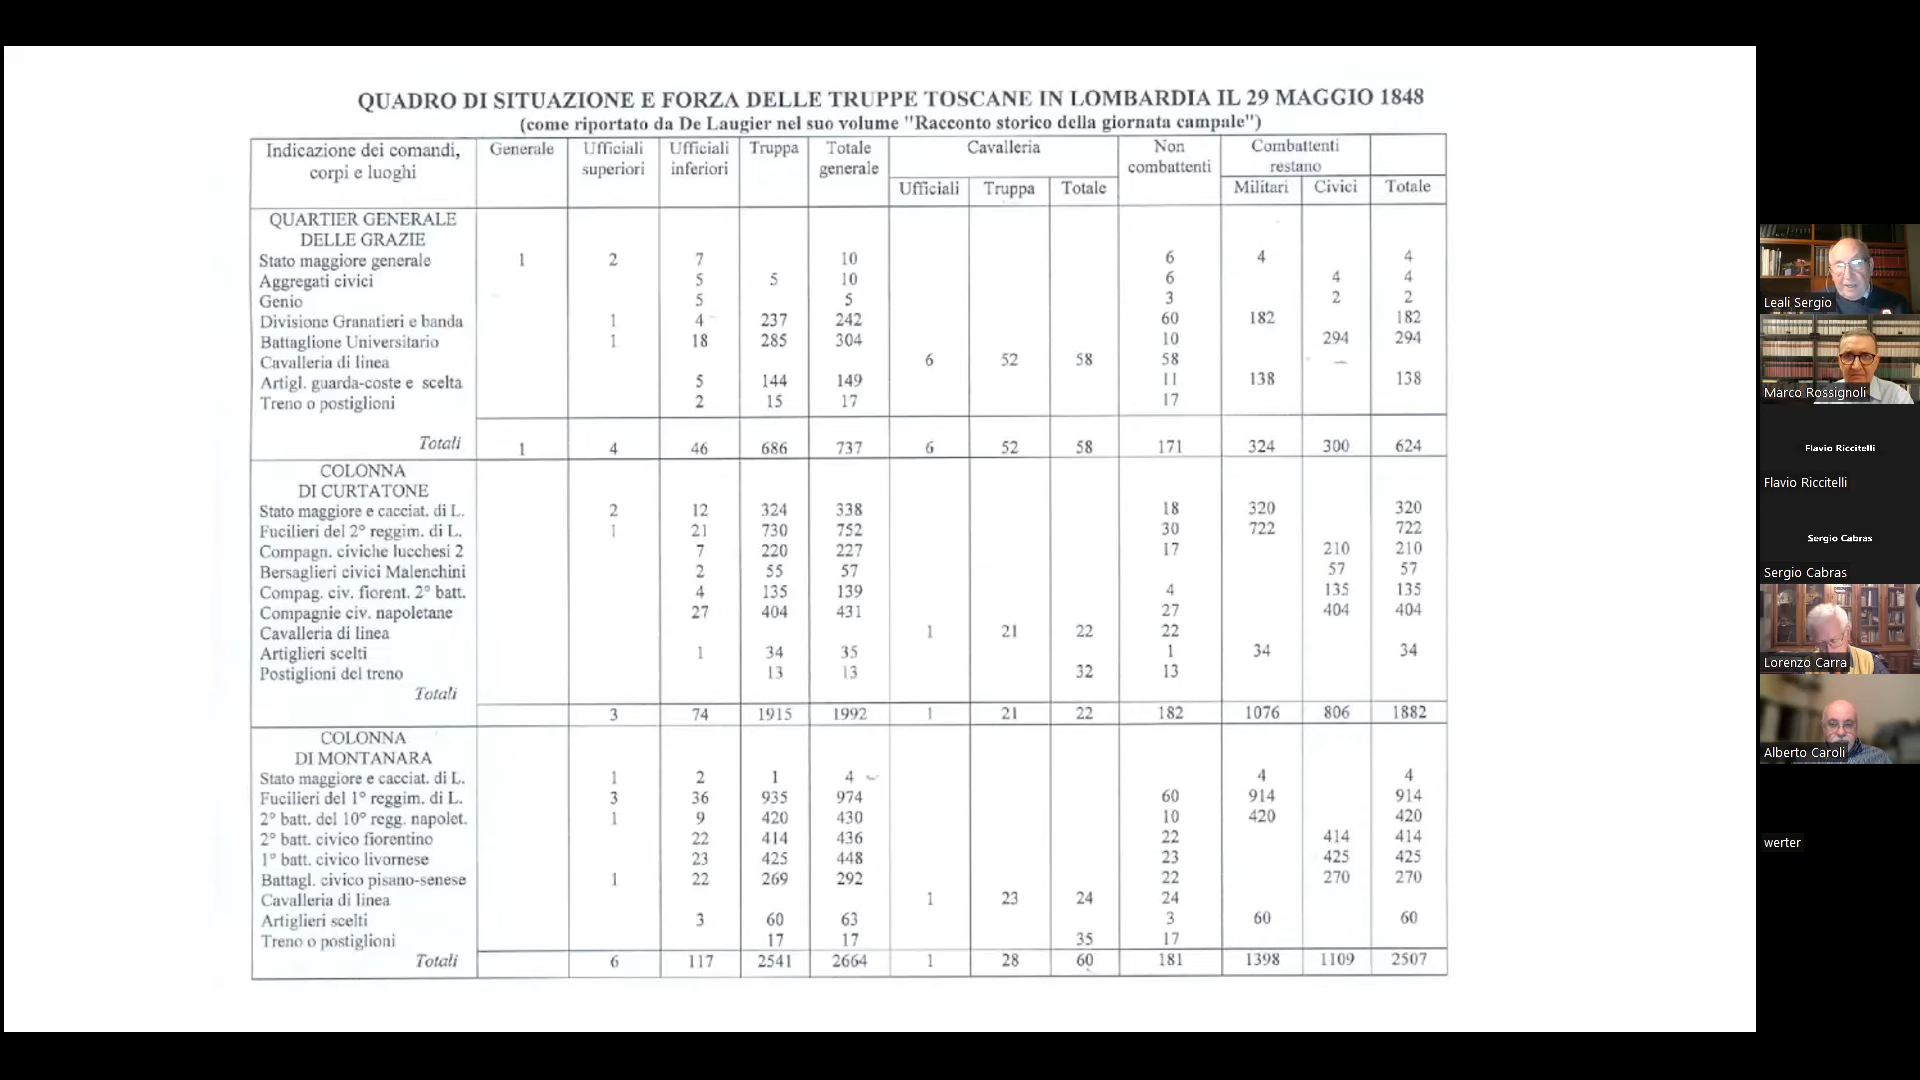 QUADRO DI SITUAZIONE E FORZA DELLE TRUPPE TOSCANE IN LOMBARDIA IL 29 MAGGIO 1848
(come riportato da De Laugier nel suo volume "Racconto storico della giornata campale")
Indicazione dei comandi, corpi e luoghi Generale Ufficiali superiori Ufficiali inferiori Truppa Totale generale Cavalleria Non combattenti Combattenti restano
Ufficiali Truppa Totale Militari Civici Totale
QUARTIER GENERALE
DELLE GRAZIE
Stato maggiore generale 1 2 7 10 6 4 4
Aggregati civici 5 5 10 6 4 4
Genio 5 5 3 2 2
Divisione Granatieri e banda 1 4 237 242 60 182 182
Battaglione Universitario 1 18 285 304 10 294 294
Cavalleria di linea 6 52 58 58 –
Artigl. guarda-coste e scelta 5 144 149 11 138 138
Treno o postiglioni 2 15 17 17
Totali 1 4 46 686 737 6 52 58 171 324 300 624
COLONNA
DI CURTATONE
Stato maggiore e cacciat. di L. 2 12 324 338 18 320 320
Fucilieri del 2° reggim. di L. 1 21 730 752 30 722 722
Compagn. civiche lucchesi 2 7 220 227 17 210 210
Bersaglieri civici Malenchini 2 55 57 57 57
Compag. civ. fiorent. 2° batt. 4 135 139 4 135 135
Compagnie civ. napoletane 27 404 431 27 404 404
Cavalleria di linea 1 21 22 22
Artiglieri scelti 1 34 35 1 34 34
Postiglioni del treno 13 13 32 13
Totali
3 74 1915 1992 1 21 22 182 1076 806 1882
COLONNA
DI MONTANARA
Stato maggiore e cacciat. di L. 1 2 1 4 4 4
Fucilieri del 1° reggim. di L. 3 36 935 974 60 914 914
2° batt. del 10° regg. napolet. 1 9 420 430 10 420 420
2° batt. civico fiorentino 22 414 436 22 414 414
1° batt. civico livornese 23 425 448 23 425 425
Battagl. civico pisano-senese 1 22 269 292 22 270 270
Cavalleria di linea 1 23 24 24
Artiglieri scelti 3 60 63 3 60 60
Treno o postiglioni 17 17 35 17
Totali 6 117 2541 2664 1 28 60 181 1398 1109 2507
Leali Sergio
Marco Rossignoli
Flavio Riccitelli
Flavio Riccitelli
Sergio Cabras
Sergio Cabras
Lorenzo Carra
Alberto Caroli
werter